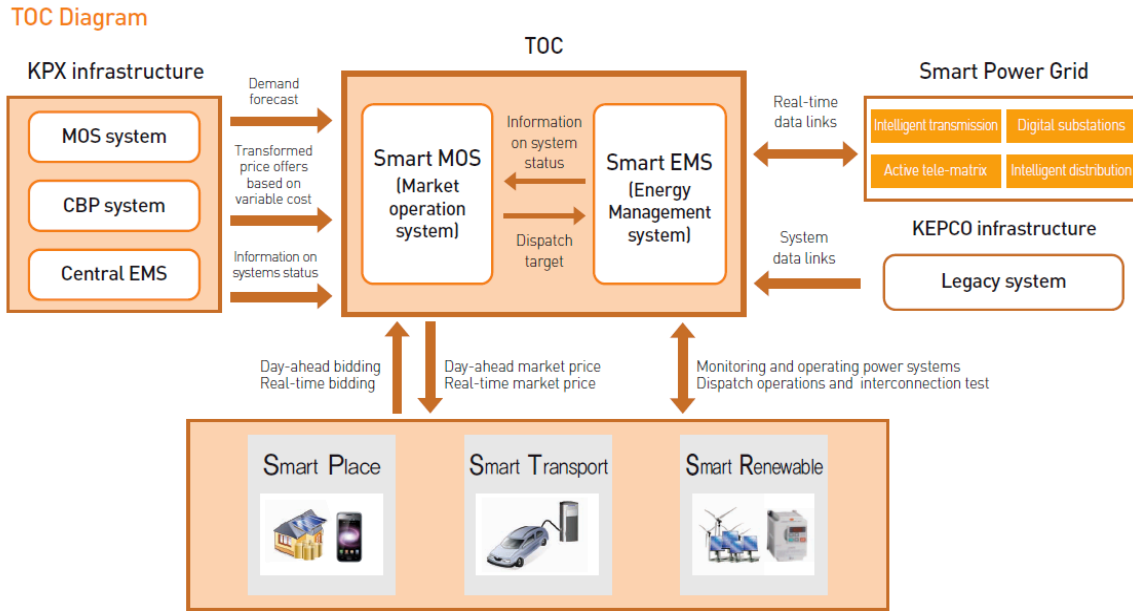 TOC Diagram
KPX infrastructure
MOS system
CBP system
Central EMS
Demand
forecast
Transformed
price offers
based on
variable cost
Information on
systems status
TOC
Smart MOS
(Market
operation
system)
Information
on system
status
Dispatch
target
Smart EMS
(Energy
Management
system)
Real-time
data links
System
data links
Smart Power Grid
Intelligent transmission
Digital substations
Active tele-matrix
Intelligent distribution
KEPCO infrastructure
Legacy system
Day-ahead bidding
Real-time bidding
Day-ahead market price
Real-time market price
Monitoring and operating power systems
Dispatch operations and interconnection test
Smart Place
Smart Transport
Smart Renewable